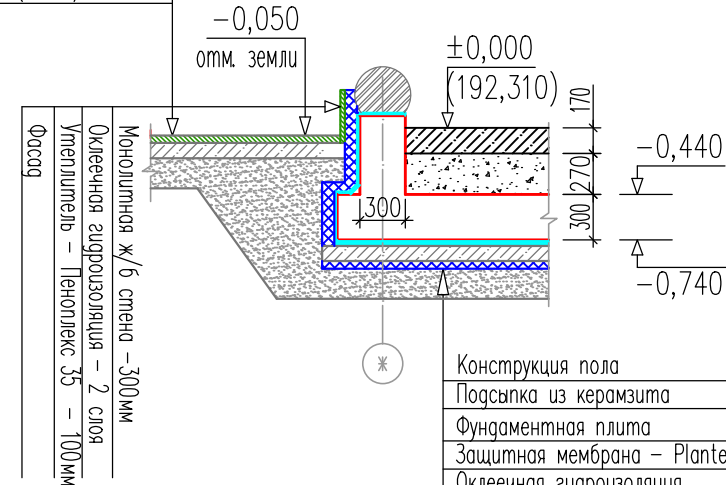 -0,050
отм. земли
±0,000
(192,310)
170
270
300
-0,440
-0,740
300
Ж
Монолитная ж/б стена -300мм
Оклеечная гидроизоляция - 2 слоя
Утеплитель - Пеноплекс 35 - 100мм
Фасад
Конструкция пола
Подсыпка из керамзита
Фундаментная плита
Защитная мембрана - Plante
Оклеечная гидроизоляция